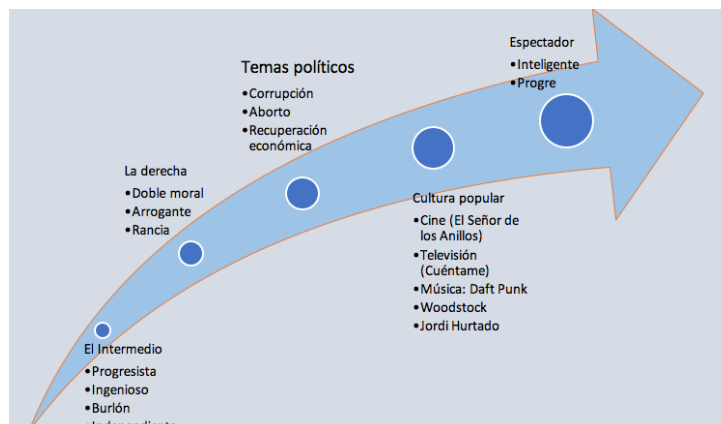 El Intermedio
•Progresista
•Ingenioso
•Burlón
•Independiente
La derecha
•Doble moral
•Arrogante
•Rancia
Temas políticos
•Corrupción
•Aborto
•Recuperación
económica
Cultura popular
•Cine (El Señor de
los Anillos)
•Televisión
(Cuéntame)
•Música: Daft Punk
•Woodstock
•Jordi Hurtado
Espectador
•Inteligente
•Progre